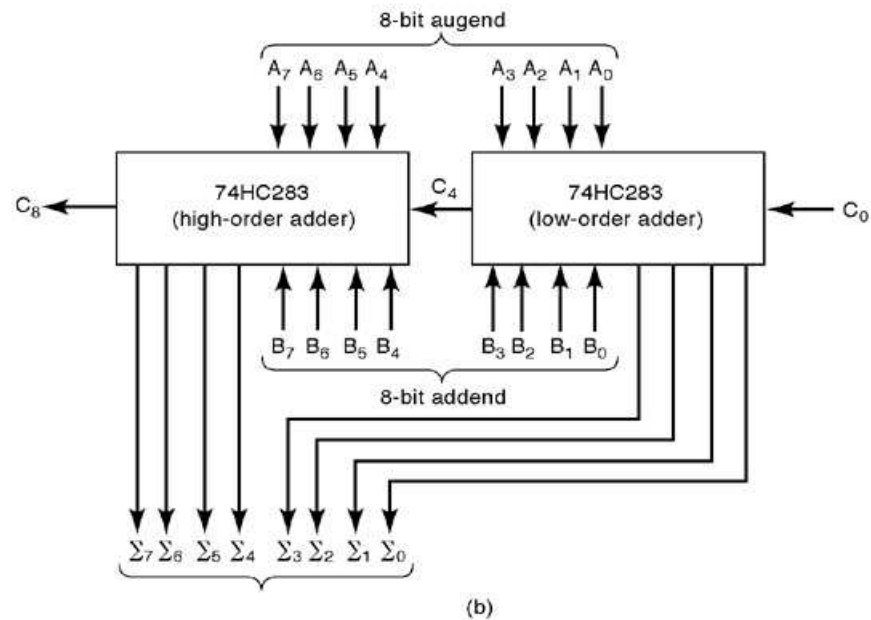 8-bit augend
A₇ A₆ A₅ A₄ A₃ A₂ A₁ A₀
74HC283
(high-order adder)
74HC283
(low-order adder)
C₈
C₄
C₀
B₇ B₆ B₅ B₄ B₃ B₂ B₁ B₀
8-bit addend
Σ₇ Σ₆ Σ₅ Σ₄ Σ₃ Σ₂ Σ₁ Σ₀
(b)